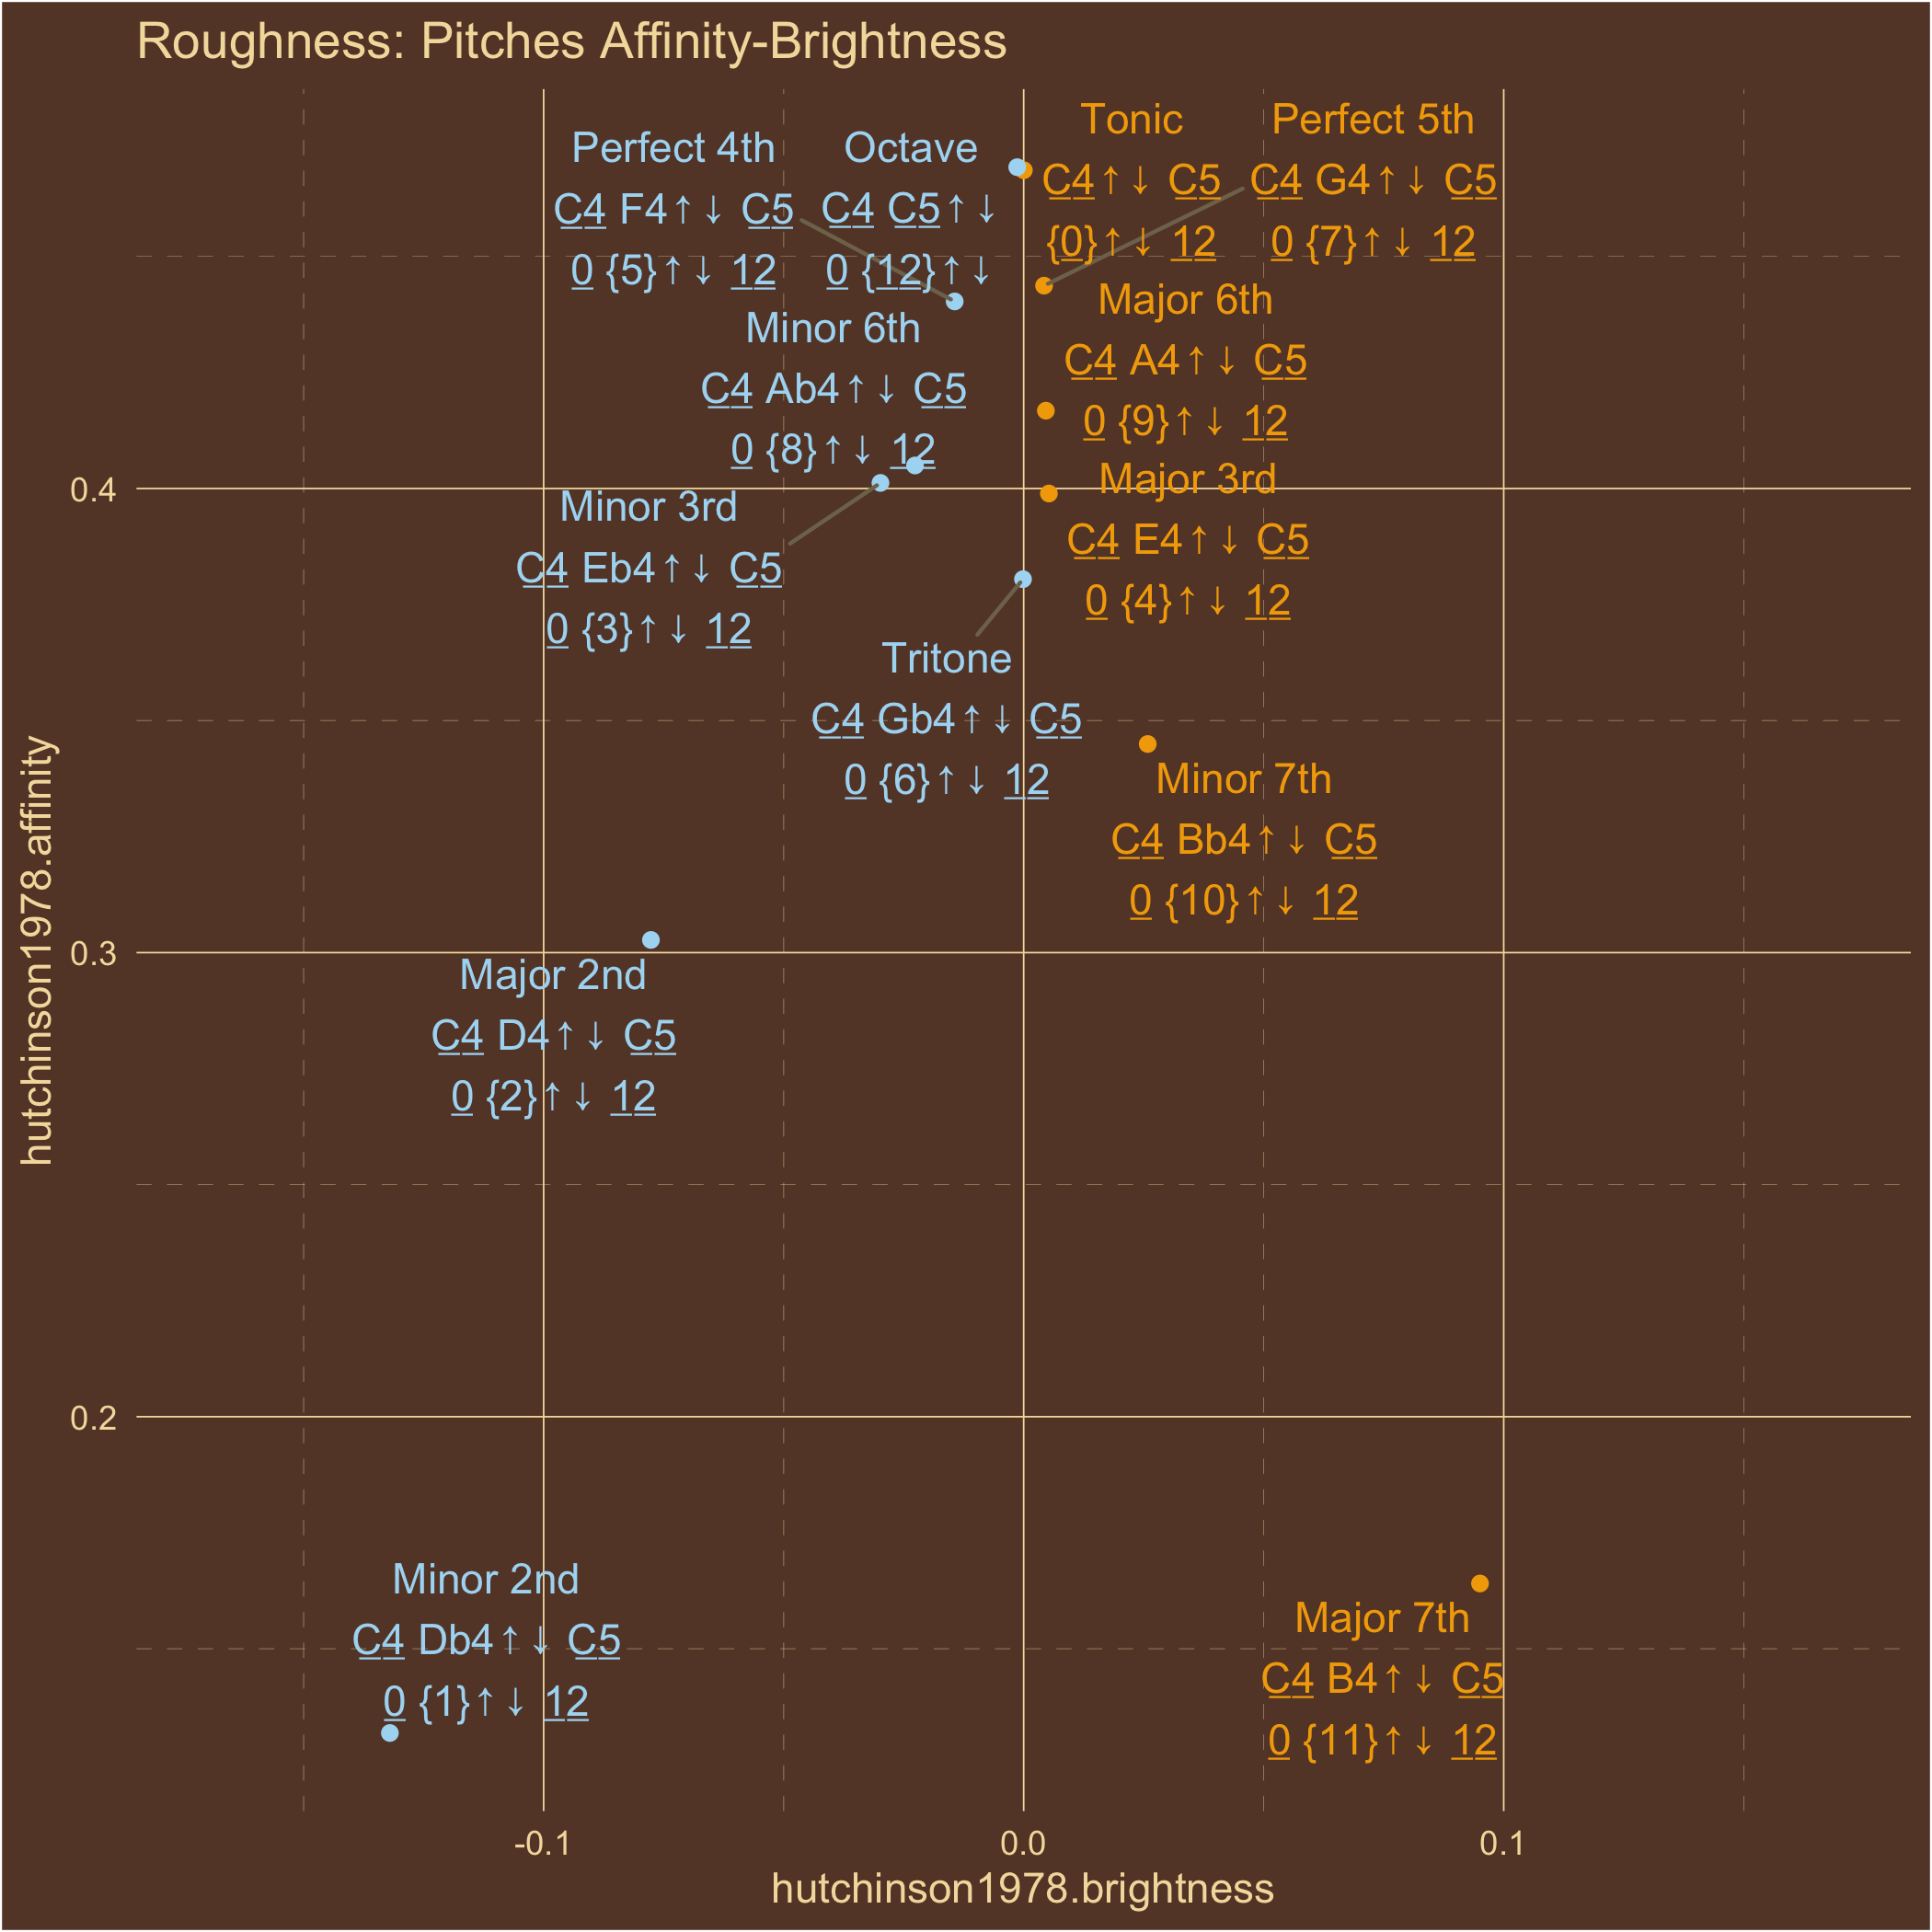 Roughness: Pitches Affinity-Brightness
Perfect 4th
C4 F4↑↓ C5
0 {5}↑↓ 12
Octave
C4 C5↑↓
0 {12}↑↓
Tonic
C4↑↓ C5
{0}↑↓ 12
Perfect 5th
C4 G4↑↓ C5
0 {7}↑↓ 12
Minor 6th
C4 Ab4↑↓ C5
0 {8}↑↓ 12
Major 6th
C4 A4↑↓ C5
0 {9}↑↓ 12
Minor 3rd
C4 Eb4↑↓ C5
0 {3}↑↓ 12
Major 3rd
C4 E4↑↓ C5
0 {4}↑↓ 12
Tritone
C4 Gb4↑↓ C5
0 {6}↑↓ 12
Minor 7th
C4 Bb4↑↓ C5
0 {10}↑↓ 12
Major 2nd
C4 D4↑↓ C5
0 {2}↑↓ 12
Minor 2nd
C4 Db4↑↓ C5
0 {1}↑↓ 12
Major 7th
C4 B4↑↓ C5
0 {11}↑↓ 12
0.4
0.3
0.2
hutchinson1978.affinity
-0.1
0.0
0.1
hutchinson1978.brightness